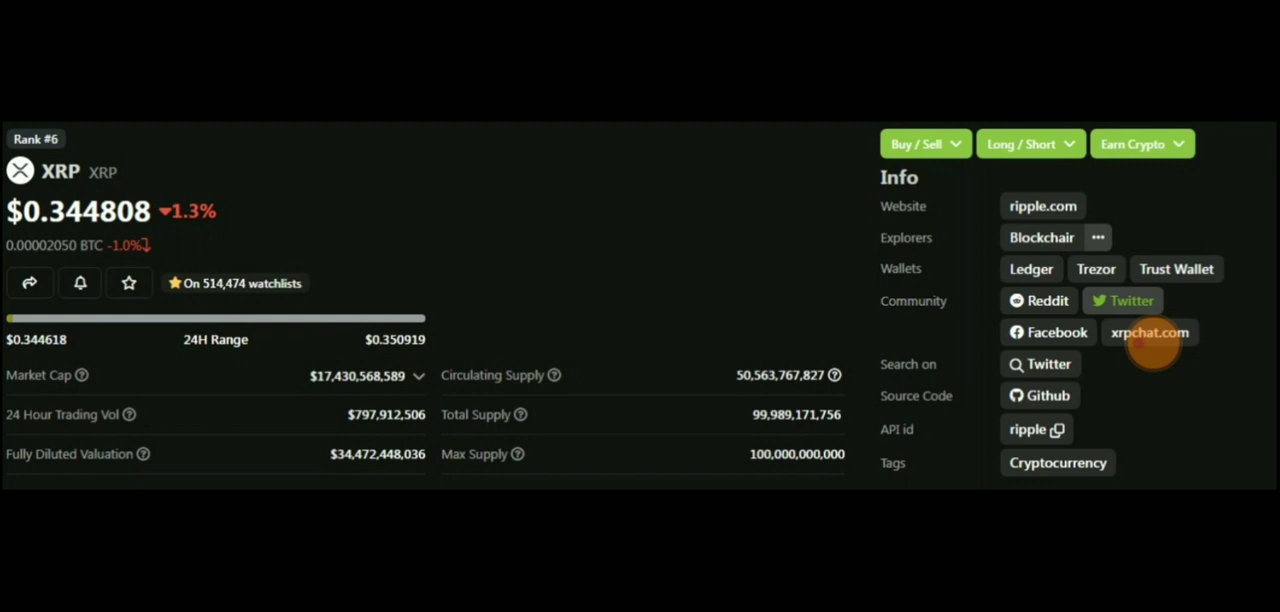 Rank #6
XRP XRP
$0.344808 1.3%
0.00002050 BTC -1.0%
On 514,474 watchlists
$0.344618 24H Range $0.350919
Market Cap $17,430,568,589
24 Hour Trading Vol $797,912,506
Fully Diluted Valuation $34,472,448,036
Circulating Supply 50,563,767,827
Total Supply 99,989,171,756
Max Supply 100,000,000,000
Buy / Sell Long / Short Earn Crypto
Info
Website ripple.com
Explorers Blockchair
Wallets Ledger Trezor Trust Wallet
Community Reddit Twitter
Facebook xrpchat.com
Search on Twitter
Source Code Github
API id ripple
Tags Cryptocurrency